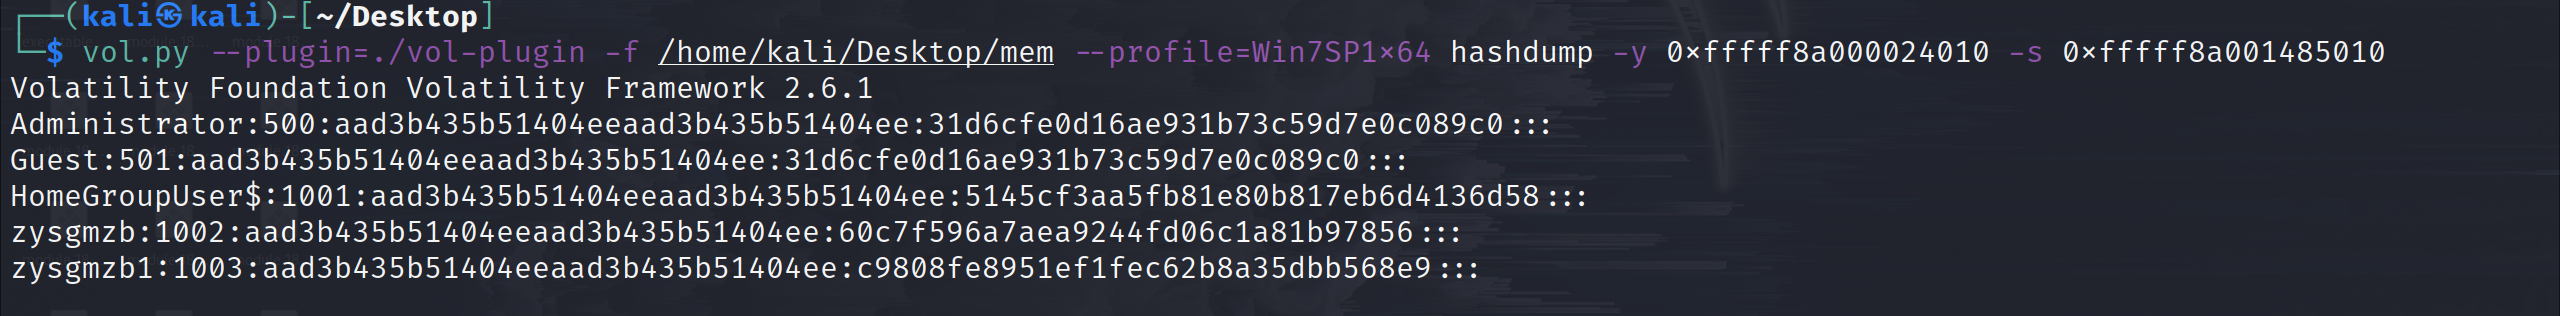 ┌──(kali㉿kali)-[~/Desktop]
└─$ vol.py --plugin=./vol-plugin -f /home/kali/Desktop/mem --profile=Win7SP1×64 hashdump -y 0×fffff8a000024010 -s 0×fffff8a001485010
Volatility Foundation Volatility Framework 2.6.1
Administrator:500:aad3b435b51404eeaad3b435b51404ee:31d6cfe0d16ae931b73c59d7e0c089c0:::
Guest:501:aad3b435b51404eeaad3b435b51404ee:31d6cfe0d16ae931b73c59d7e0c089c0:::
HomeGroupUser$:1001:aad3b435b51404eeaad3b435b51404ee:5145cf3aa5fb81e80b817eb6d4136d58:::
zysgmzb:1002:aad3b435b51404eeaad3b435b51404ee:60c7f596a7aea9244fd06c1a81b97856:::
zysgmzb1:1003:aad3b435b51404eeaad3b435b51404ee:c9808fe8951ef1fec62b8a35dbb568e9:::